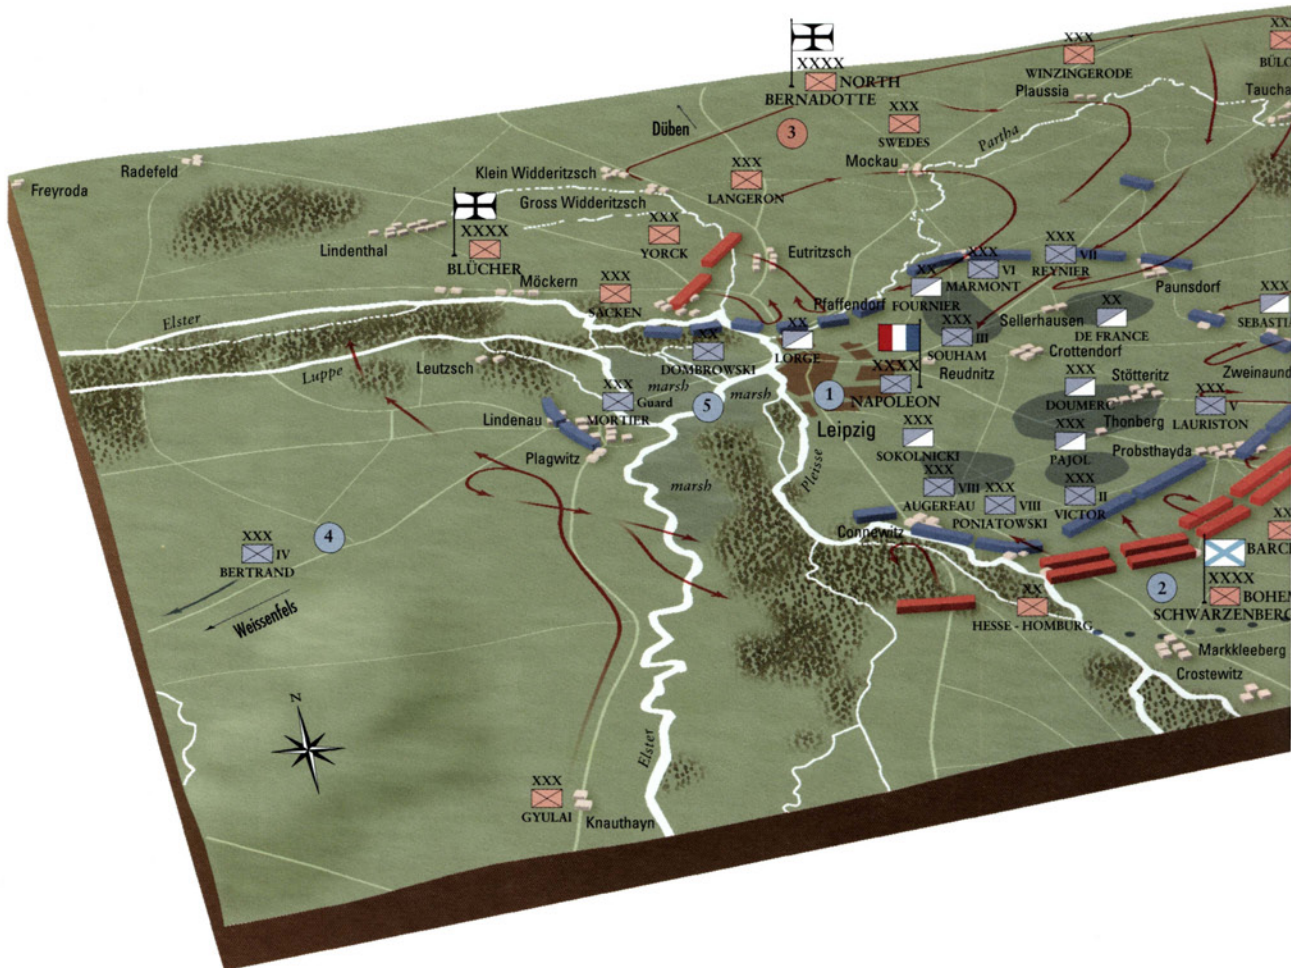 XXX
BÜLO
XXX
WINZINGERODE
XXXX
NORTH
BERNADOTTE
Plaussia
Taucha
Düben
3
XXX
SWEDES
Partha
Radefeld
Freyroda
Klein Widderitzsch
Mockau
XXX
LANGERON
Gross Widderitzsch
XXXX
BLÜCHER
Lindenthal
XXX
YORCK
Eutritzsch
XXX
VI
MARMONT
XXX
VII
REYNIER
Paunsdorf
Möckern
XXX
SACKEN
XX
FOURNIER
Pfaffendorf
Elster
XX
LORGE
XXX
III
SOUHAM
Sellerhausen
XX
DE FRANCE
XXX
SEBASTI
XX
DOMBROWSKI
Crottendorf
Reudnitz
Luppe
Leutzsch
marsh
marsh
XXXX
NAPOLEON
1
5
XXX
DOUMERC
Stötteritz
Zweinaund
XXX
Guard
MORTIER
Lindenau
Leipzig
XXX
V
LAURISTON
Thonberg
XXX
SOKOLNICKI
XXX
PAJOL
Probsthayda
Plagwitz
marsh
Pleisse
XXX
VIII
AUGEREAU
XXX
VIII
PONIATOWSKI
XXX
II
VICTOR
4
XXX
IV
BERTRAND
Connewitz
XXX
BARCL
Weissenfels
2
XXXX
BOHEM
SCHWARZENBERG
XX
HESSE - HOMBURG
Markkleeberg
Crostewitz
N
Elster
XXX
GYULAI
Knauthayn